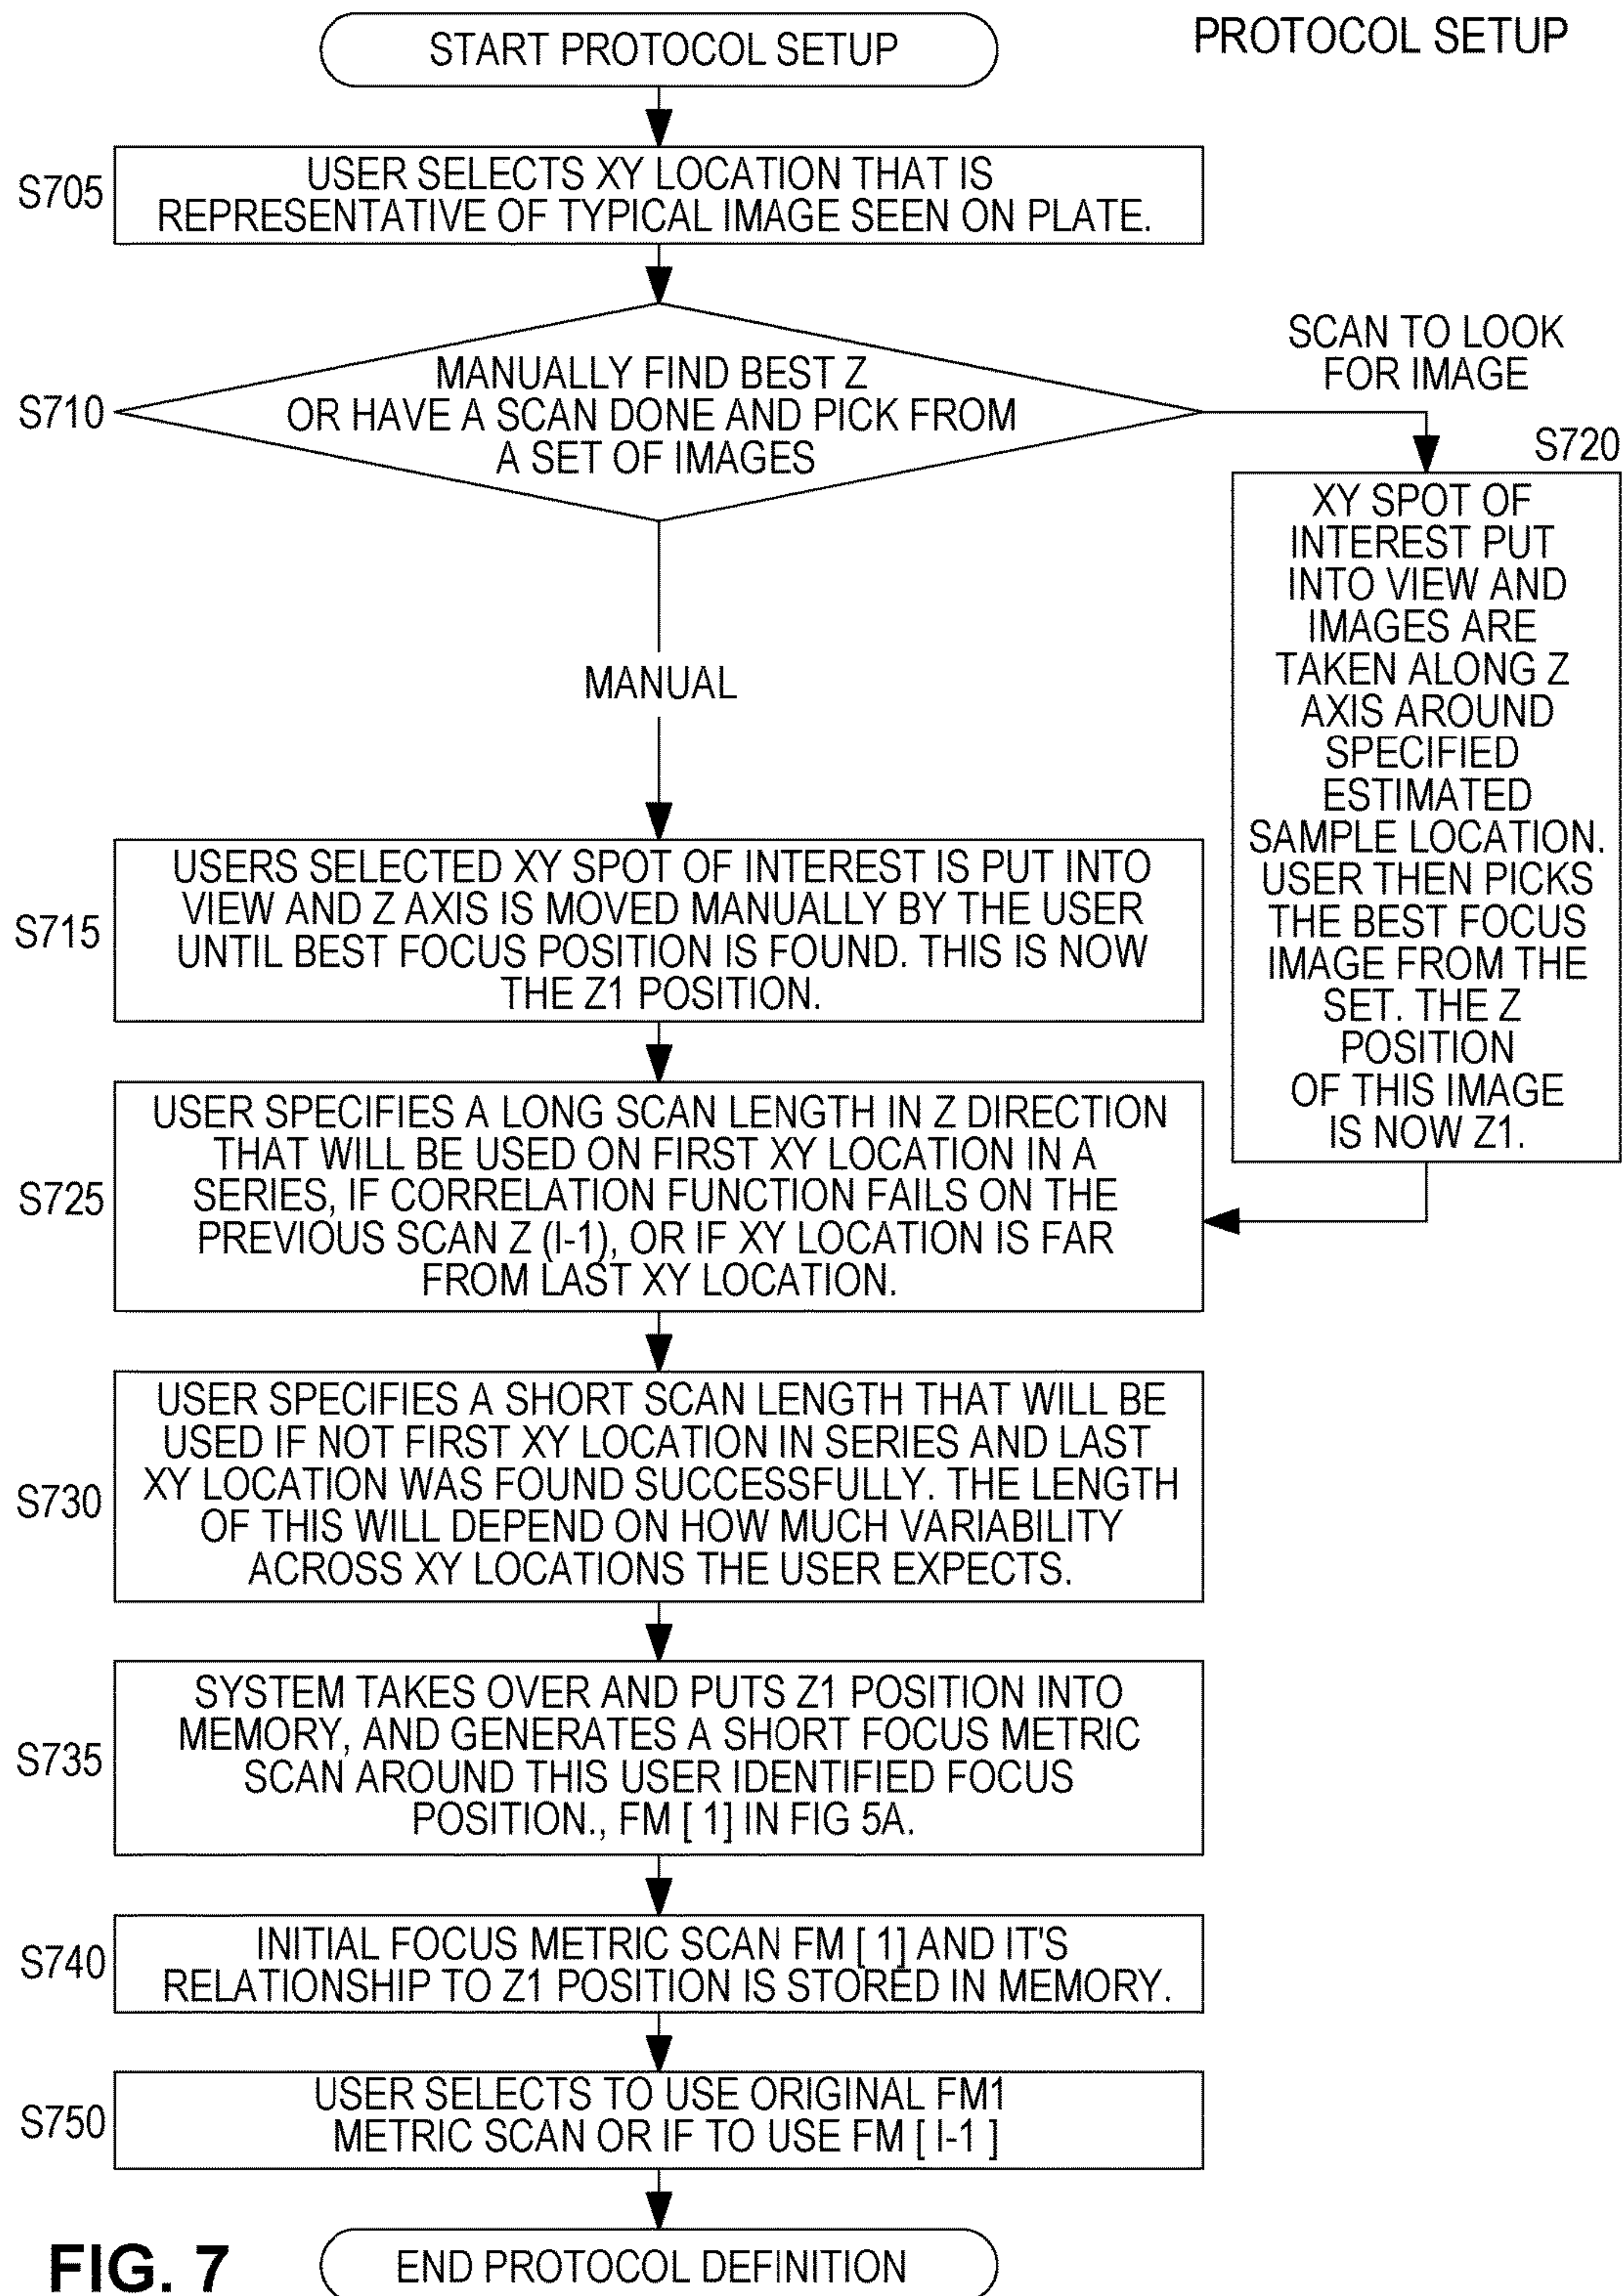 START PROTOCOL SETUP
PROTOCOL SETUP
S705
USER SELECTS XY LOCATION THAT IS
REPRESENTATIVE OF TYPICAL IMAGE SEEN ON PLATE.
S710
MANUALLY FIND BEST Z
OR HAVE A SCAN DONE AND PICK FROM
A SET OF IMAGES
SCAN TO LOOK
FOR IMAGE
S720
XY SPOT OF
INTEREST PUT
INTO VIEW AND
IMAGES ARE
TAKEN ALONG Z
AXIS AROUND
SPECIFIED
ESTIMATED
SAMPLE LOCATION.
USER THEN PICKS
THE BEST FOCUS
IMAGE FROM THE
SET. THE Z
POSITION
OF THIS IMAGE
IS NOW Z1.
MANUAL
S715
USERS SELECTED XY SPOT OF INTEREST IS PUT INTO
VIEW AND Z AXIS IS MOVED MANUALLY BY THE USER
UNTIL BEST FOCUS POSITION IS FOUND. THIS IS NOW
THE Z1 POSITION.
S725
USER SPECIFIES A LONG SCAN LENGTH IN Z DIRECTION
THAT WILL BE USED ON FIRST XY LOCATION IN A
SERIES, IF CORRELATION FUNCTION FAILS ON THE
PREVIOUS SCAN Z (I-1), OR IF XY LOCATION IS FAR
FROM LAST XY LOCATION.
S730
USER SPECIFIES A SHORT SCAN LENGTH THAT WILL BE
USED IF NOT FIRST XY LOCATION IN SERIES AND LAST
XY LOCATION WAS FOUND SUCCESSFULLY. THE LENGTH
OF THIS WILL DEPEND ON HOW MUCH VARIABILITY
ACROSS XY LOCATIONS THE USER EXPECTS.
S735
SYSTEM TAKES OVER AND PUTS Z1 POSITION INTO
MEMORY, AND GENERATES A SHORT FOCUS METRIC
SCAN AROUND THIS USER IDENTIFIED FOCUS
POSITION., FM [ 1] IN FIG 5A.
S740
INITIAL FOCUS METRIC SCAN FM [ 1] AND IT'S
RELATIONSHIP TO Z1 POSITION IS STORED IN MEMORY.
S750
USER SELECTS TO USE ORIGINAL FM1
METRIC SCAN OR IF TO USE FM [ I-1 ]
FIG. 7
END PROTOCOL DEFINITION